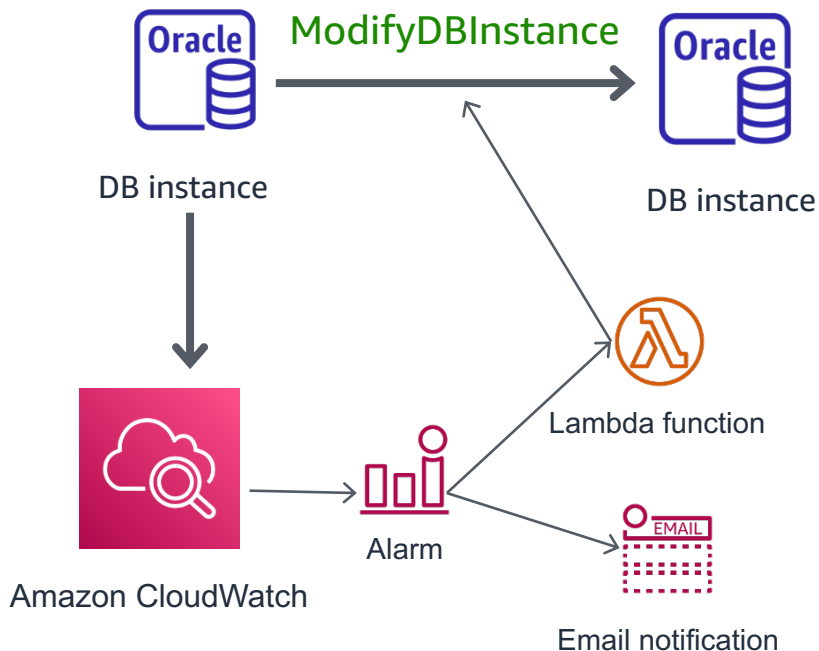 ModifyDBInstance
Oracle
Oracle
DB instance
DB instance
Lambda function
EMAIL
Alarm
Amazon CloudWatch
Email notification